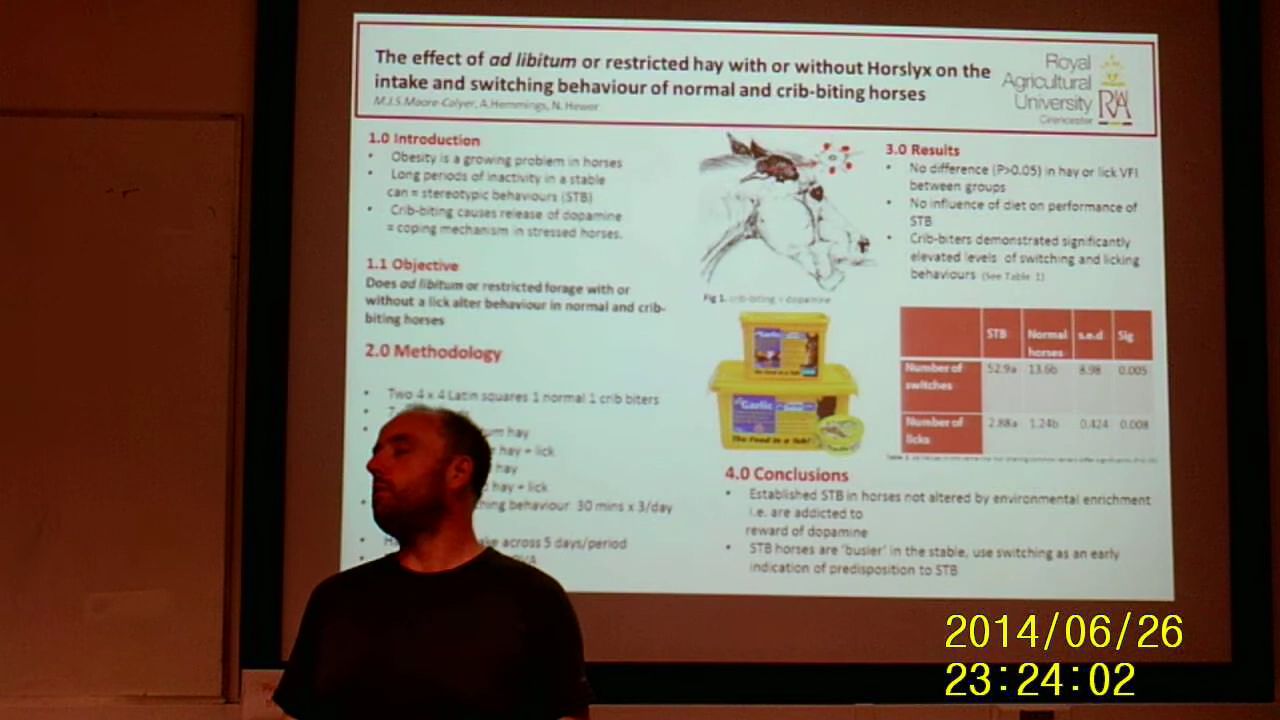 The effect of ad libitum or restricted hay with or without Horslyx on the
intake and switching behaviour of normal and crib-biting horses
M.J.S.Moore-Colyer, A.Hemmings, N. Hewer
Royal
Agricultural
University
Cirencester
RAU
1.0 Introduction
• Obesity is a growing problem in horses
• Long periods of inactivity in a stable
can = stereotypic behaviours (STB)
• Crib-biting causes release of dopamine
= coping mechanism in stressed horses.
1.1 Objective
Does ad libitum or restricted forage with or
without a lick alter behaviour in normal and crib-
biting horses
2.0 Methodology
• Two 4 x 4 Latin squares 1 normal 1 crib biters
hay
hay + lick
hay
hay + lick
behaviour 30 mins x 3/day
across 5 days/period
Fig 1. crib-biting = dopamine
Garlic
Garlic
3.0 Results
• No difference (P>0.05) in hay or lick VFI
between groups
• No influence of diet on performance of
STB
• Crib-biters demonstrated significantly
elevated levels of switching and licking
behaviours (See Table 1)
STB Normal horses s.e.d Sig
Number of switches 52.9a 13.6b 8.98 0.005
Number of licks 2.88a 1.24b 0.424 0.008
4.0 Conclusions
• Established STB in horses not altered by environmental enrichment
i.e. are addicted to
reward of dopamine
• STB horses are 'busier' in the stable, use switching as an early
indication of predisposition to STB
2014/06/26
23:24:02